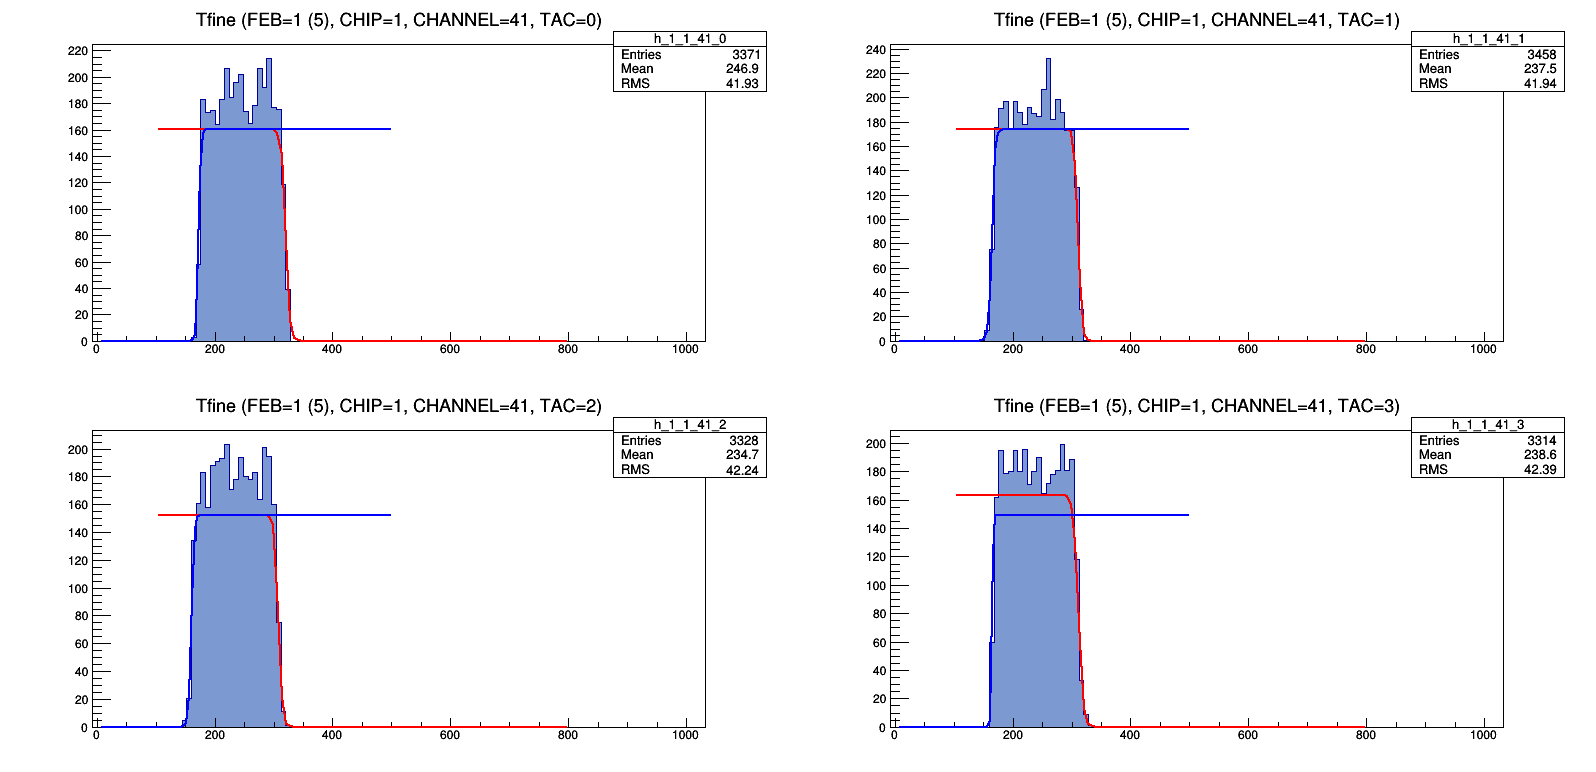 Tfine (FEB=1 (5), CHIP=1, CHANNEL=41, TAC=0)
h_1_1_41_0
Entries 3371
Mean 246.9
RMS 41.93
220
200
180
160
140
120
100
80
60
40
20
0
0 200 400 600 800 1000
Tfine (FEB=1 (5), CHIP=1, CHANNEL=41, TAC=1)
h_1_1_41_1
Entries 3458
Mean 237.5
RMS 41.94
240
220
200
180
160
140
120
100
80
60
40
20
0
0 200 400 600 800 1000
Tfine (FEB=1 (5), CHIP=1, CHANNEL=41, TAC=2)
h_1_1_41_2
Entries 3328
Mean 234.7
RMS 42.24
200
180
160
140
120
100
80
60
40
20
0
0 200 400 600 800 1000
Tfine (FEB=1 (5), CHIP=1, CHANNEL=41, TAC=3)
h_1_1_41_3
Entries 3314
Mean 238.6
RMS 42.39
200
180
160
140
120
100
80
60
40
20
0
0 200 400 600 800 1000